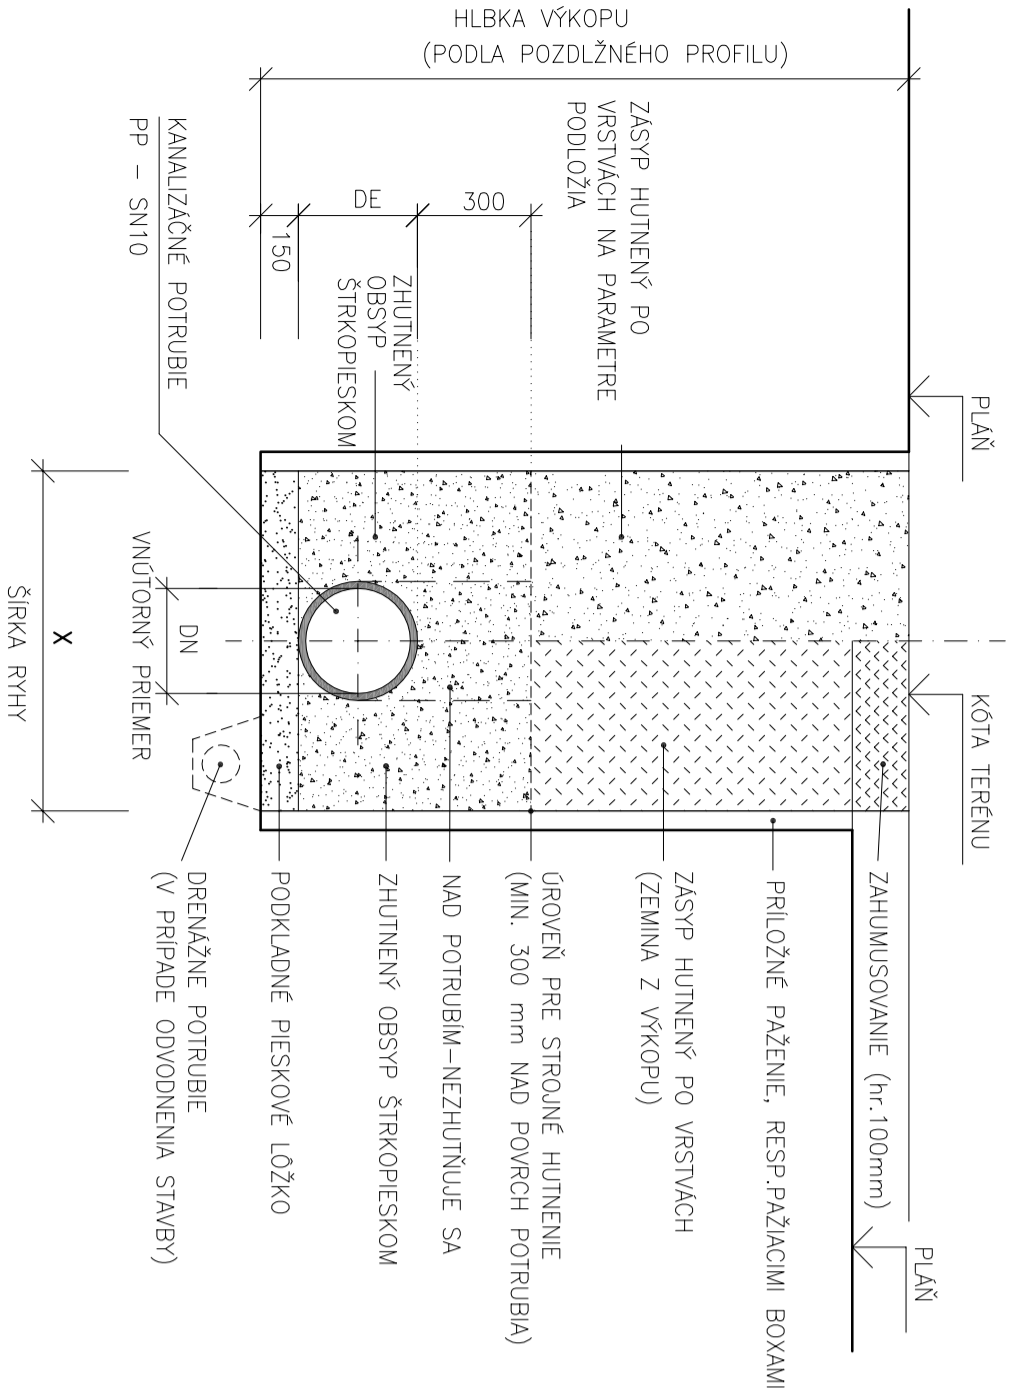 HLBKA VÝKOPU
(PODLA POZDLŽNÉHO PROFILU)
ZÁSYP HUTNENÝ PO
VRSTVÁCH NA PARAMETRE
PODLOŽIA
300
DE
150
ZHUTNENÝ
OBSYP
ŠTRKOPIESKOM
KANALIZÁČNÉ POTRUBIE
PP - SN10
PLÁŇ
KÓTA TERÉNU
PLÁŇ
ZAHUMUSOVANIE (hr.100mm)
PRÍLOŽNÉ PAŽENIE, RESP.PAŽIACIMI BOXAMI
ZÁSYP HUTNENÝ PO VRSTVÁCH
(ZEMINA Z VÝKOPU)
ÚROVEŇ PRE STROJNÉ HUTNENIE
(MIN. 300 mm NAD POVRCH POTRUBIA)
NAD POTRUBÍM-NEZHUTŇUJE SA
ZHUTNENÝ OBSYP ŠTRKOPIESKOM
PODKLADNÉ PIESKOVÉ LÔŽKO
DRENÁŽNE POTRUBIE
(V PRÍPADE ODVODNENIA STAVBY)
DN
VNÚTORNÝ PRIEMER
X
ŠÍRKA RYHY